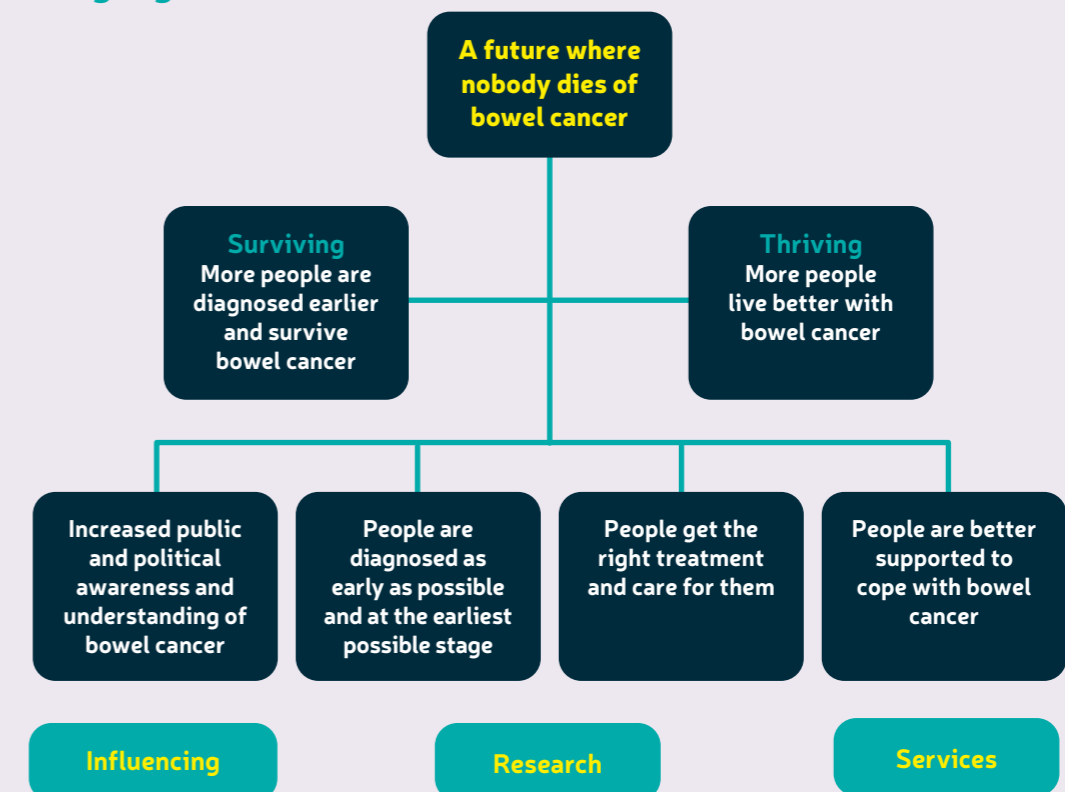 A future where
nobody dies of
bowel cancer
Surviving
More people are
diagnosed earlier
and survive
bowel cancer
Thriving
More people
live better with
bowel cancer
Increased public
and political
awareness and
understanding of
bowel cancer
People are
diagnosed as
early as possible
and at the earliest
possible stage
People get the
right treatment
and care for them
People are better
supported to
cope with bowel
cancer
Influencing
Research
Services